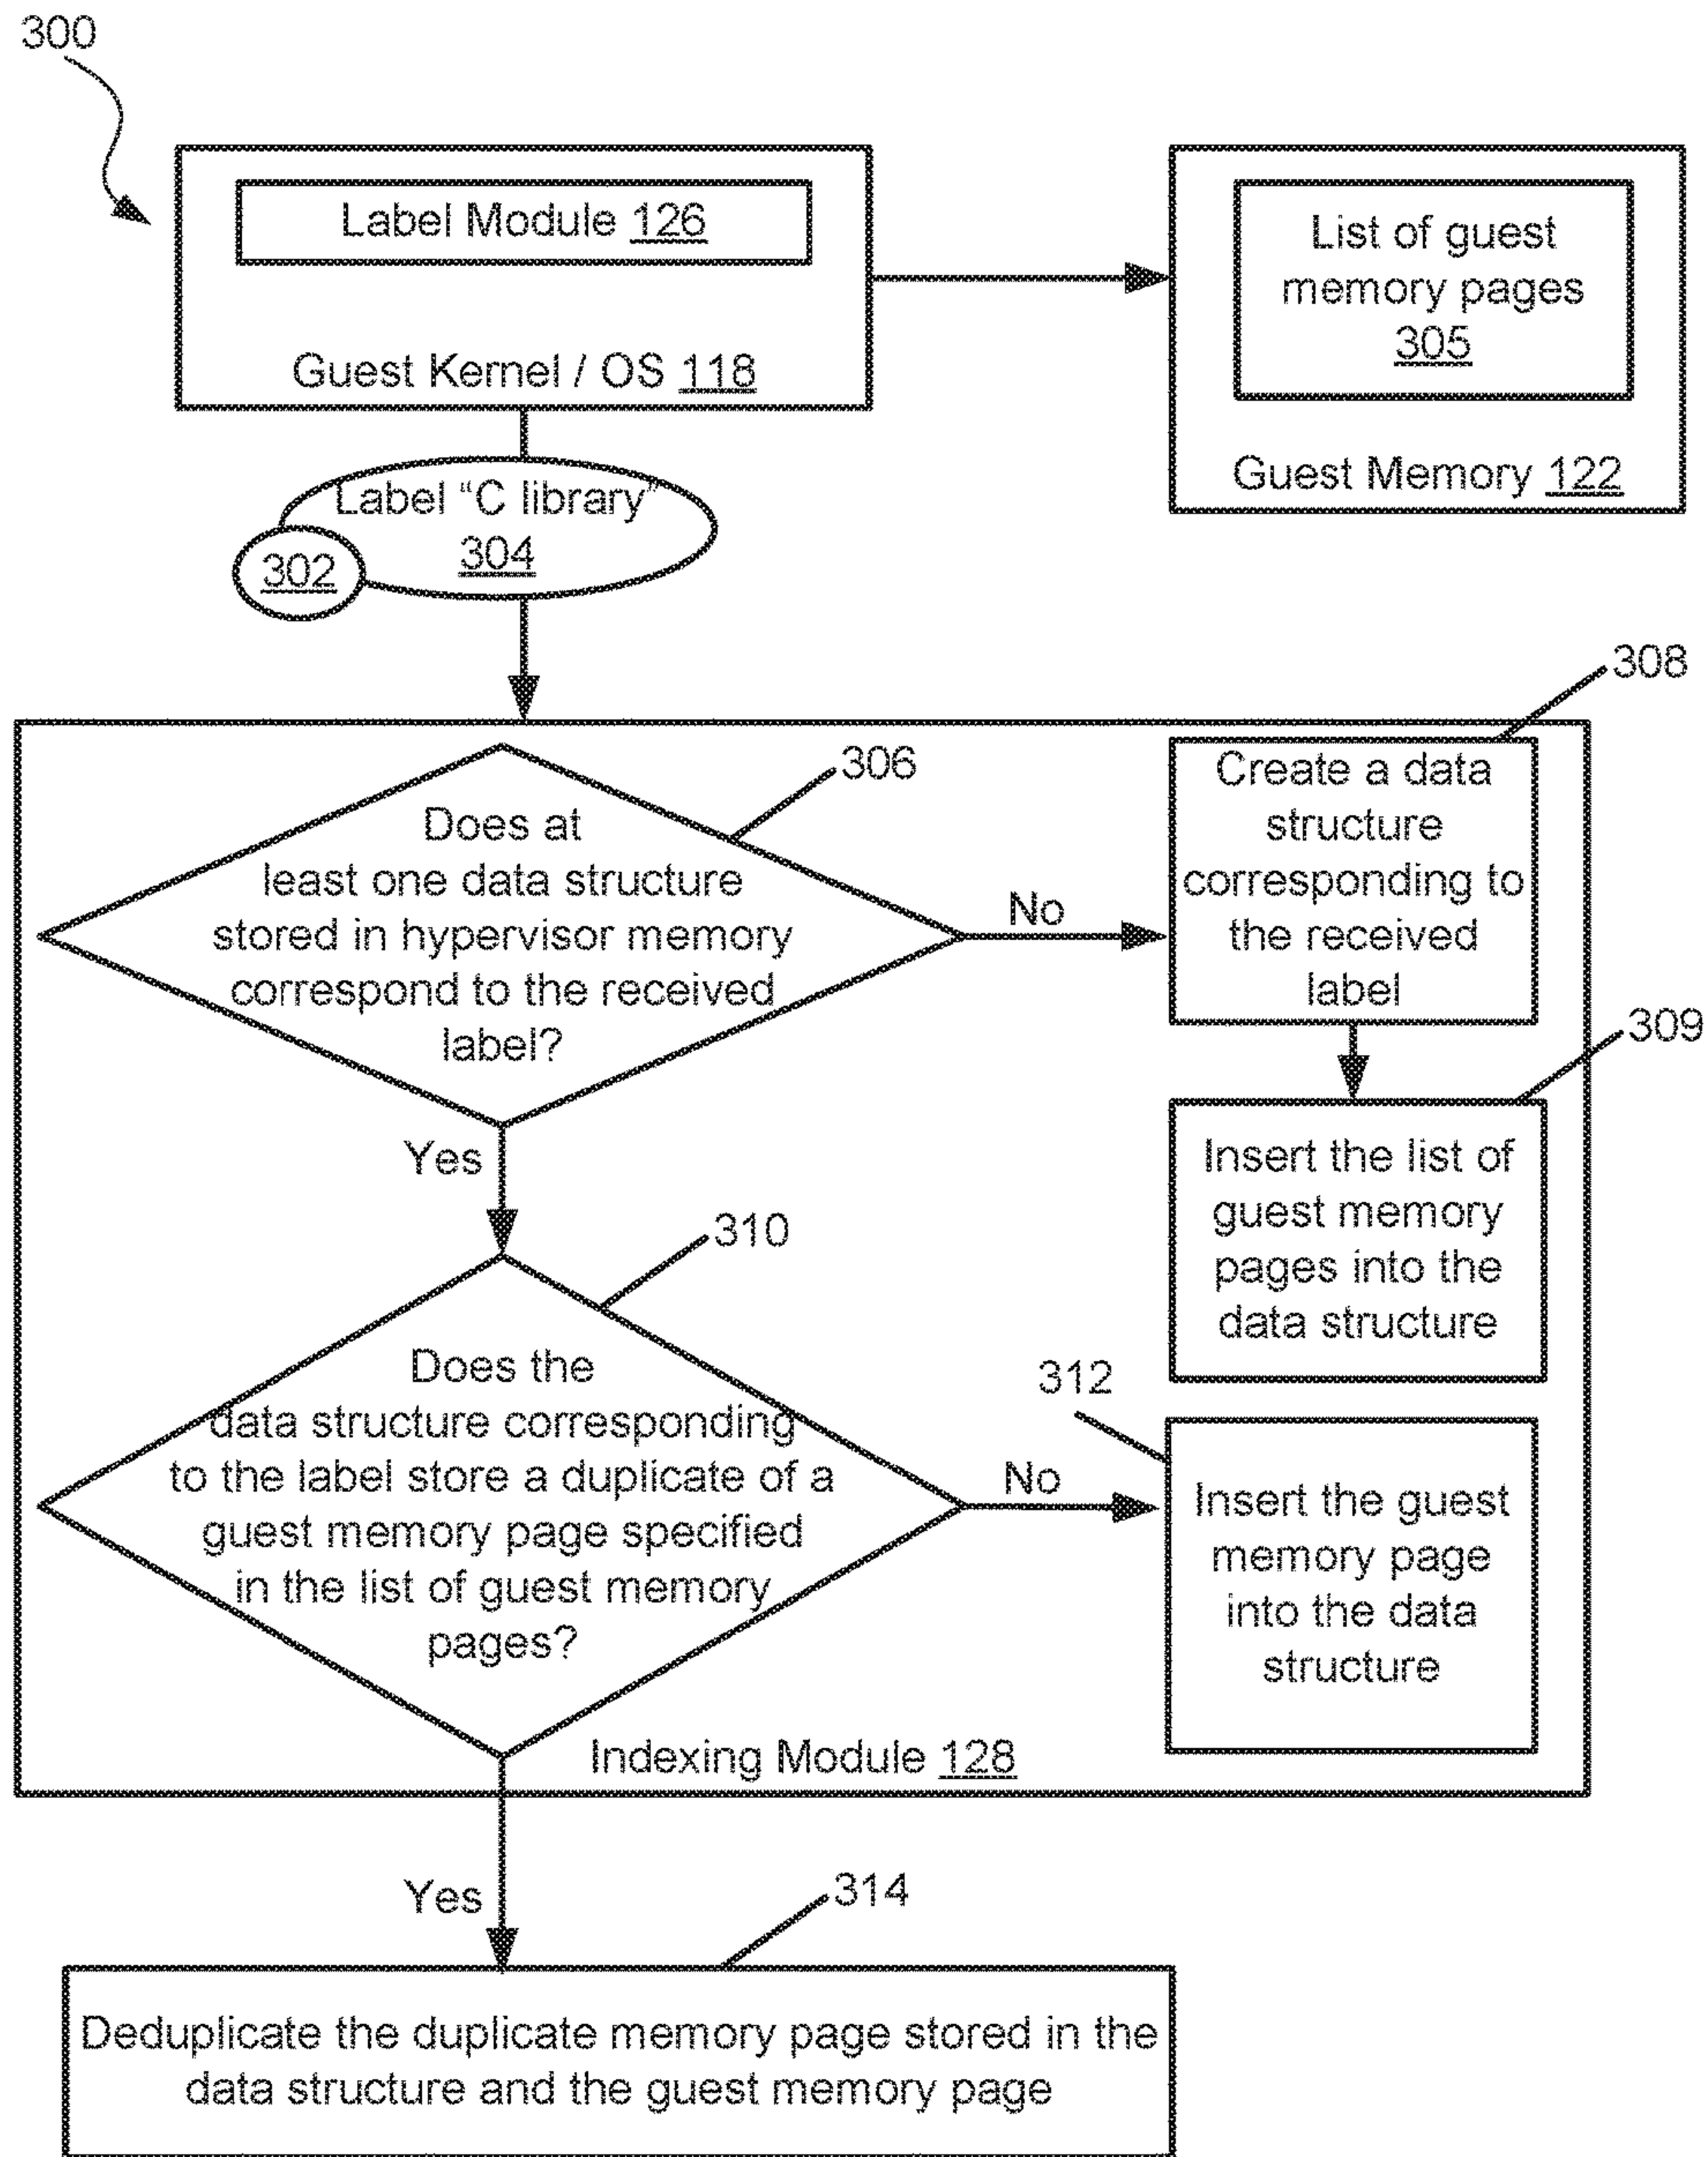 300
Label Module 126
Guest Kernel / OS 118
List of guest
memory pages
305
Guest Memory 122
Label “C library”
304
302
306
Does at
least one data structure
stored in hypervisor memory
correspond to the received
label?
No
308
Create a data
structure
corresponding to
the received
label
309
Insert the list of
guest memory
pages into the
data structure
Yes
310
Does the
data structure corresponding
to the label store a duplicate of a
guest memory page specified
in the list of guest memory
pages?
No
312
Insert the guest
memory page
into the data
structure
Indexing Module 128
Yes
314
Deduplicate the duplicate memory page stored in the
data structure and the guest memory page